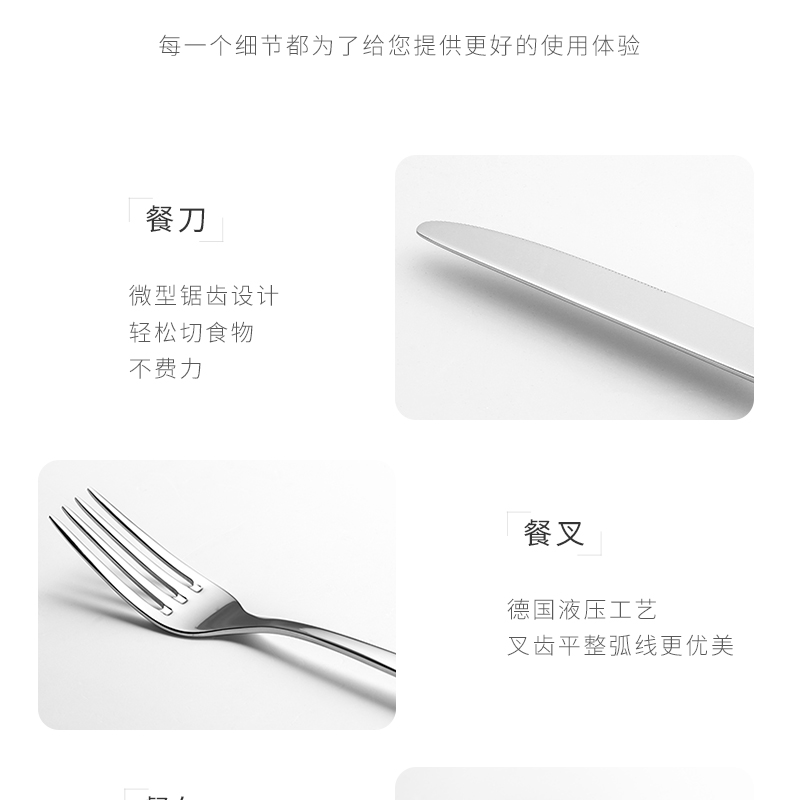 每一个细节都为了给您提供更好的使用体验
餐刀
微型锯齿设计
轻松切食物
不费力
餐叉
德国液压工艺
叉齿平整弧线更优美